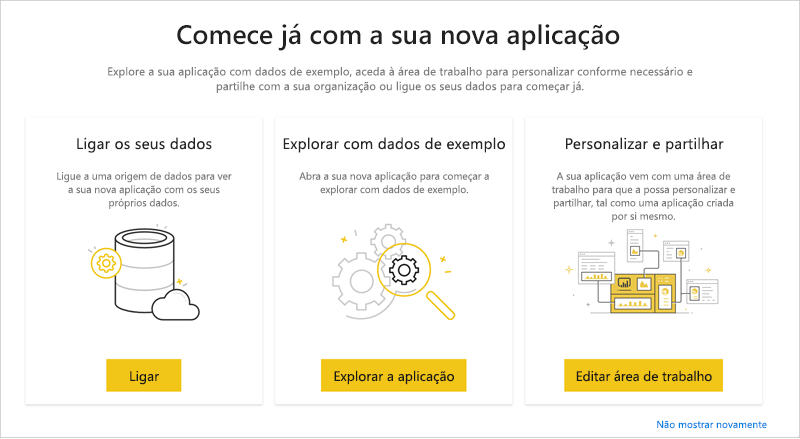 Comece já com a sua nova aplicação
Explore a sua aplicação com dados de exemplo, aceda à área de trabalho para personalizar conforme necessário e
partilhe com a sua organização ou ligue os seus dados para começar já.
Ligar os seus dados
Ligue a uma origem de dados para ver
a sua nova aplicação com os seus
próprios dados.
Ligar
Explorar com dados de exemplo
Abra a sua nova aplicação para começar a
explorar com dados de exemplo.
Explorar a aplicação
Personalizar e partilhar
A sua aplicação vem com uma área de
trabalho para que a possa personalizar e
partilhar, tal como uma aplicação criada
por si mesmo.
Editar área de trabalho
Não mostrar novamente